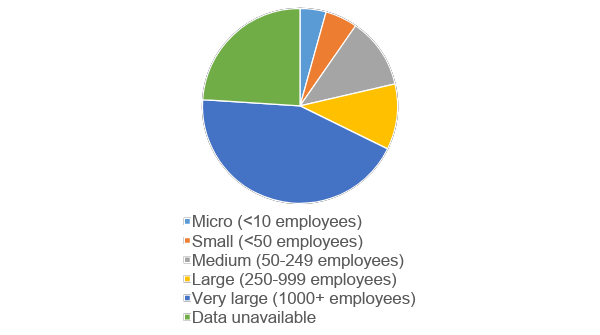 Micro (<10 employees)
Small (<50 employees)
Medium (50-249 employees)
Large (250-999 employees)
Very large (1000+ employees)
Data unavailable